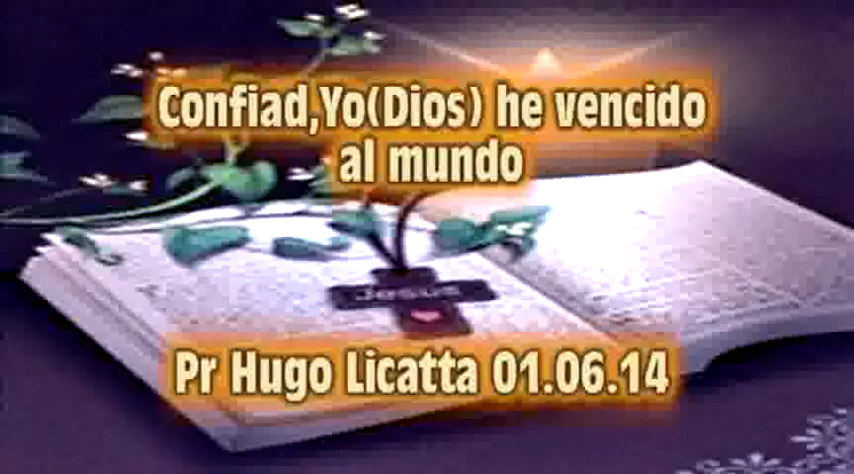 Confiad,Yo(Dios) he vencido
al mundo
Jesus
Pr Hugo Licatta 01.06.14